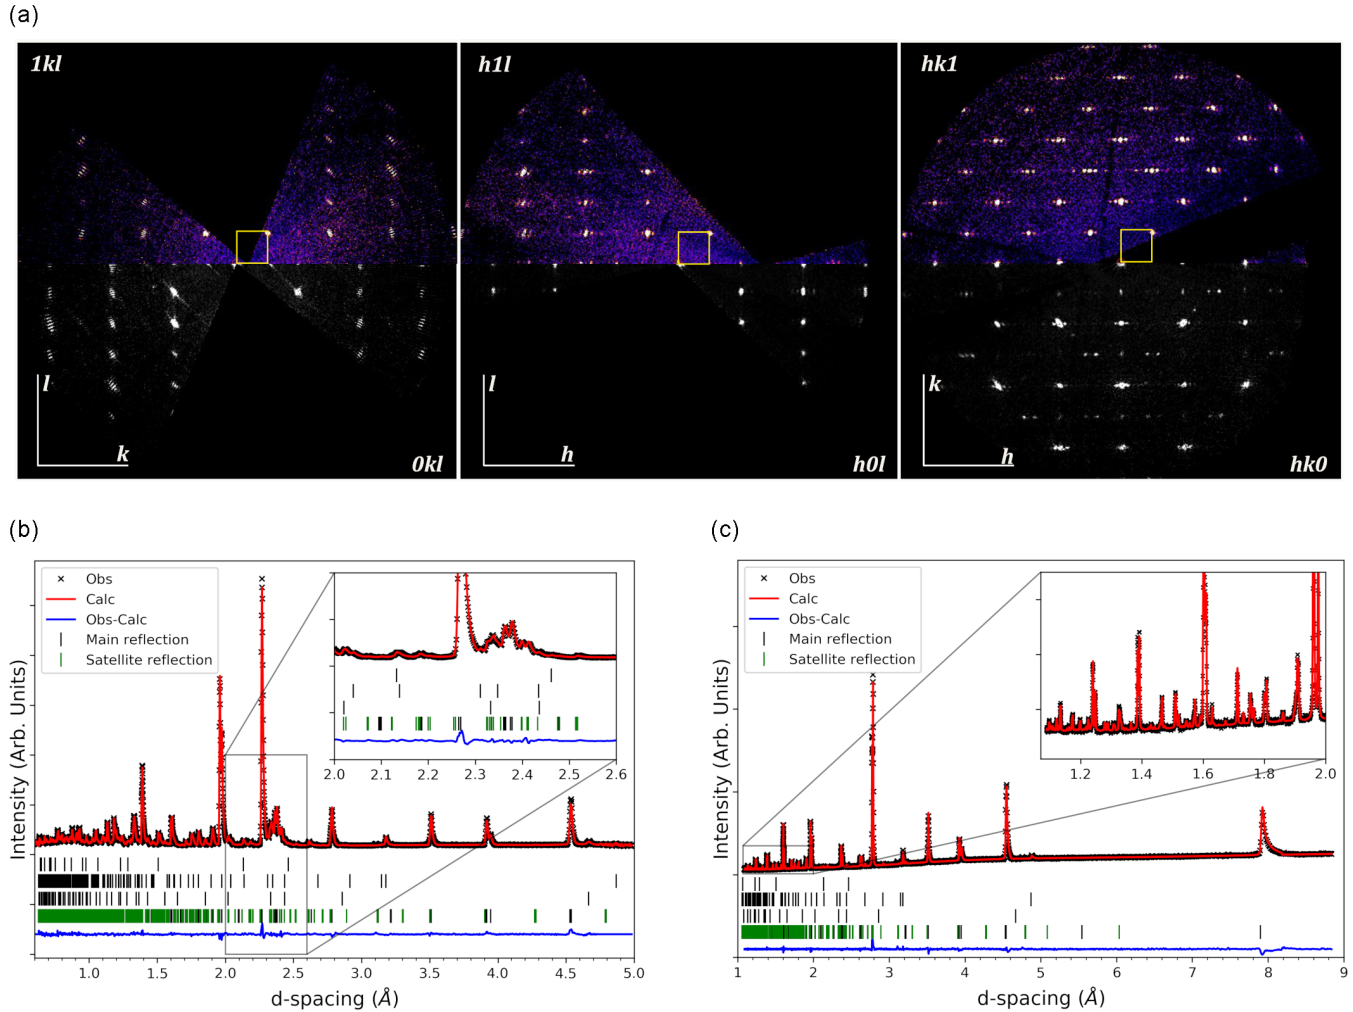 (a)
1kl
h1l
hk1
l
k
0kl
l
h
h0l
k
h
hk0
(b)
(c)
Obs
Calc
Obs-Calc
Main reflection
Satellite reflection
2.0 2.1 2.2 2.3 2.4 2.5 2.6
Intensity (Arb. Units)
1.0 1.5 2.0 2.5 3.0 3.5 4.0 4.5 5.0
d-spacing (Å)
Obs
Calc
Obs-Calc
Main reflection
Satellite reflection
1.2 1.4 1.6 1.8 2.0
Intensity (Arb. Units)
1 2 3 4 5 6 7 8 9
d-spacing (Å)